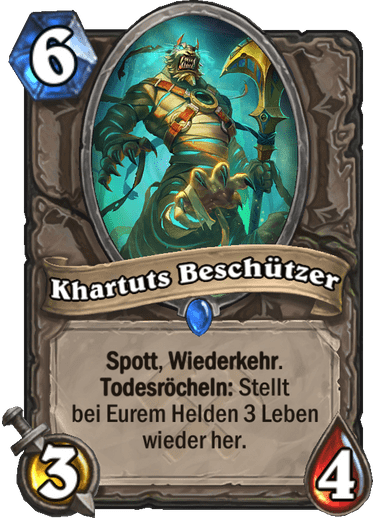 6
Khartuts Beschützer
Spott, Wiederkehr.
Todesröcheln: Stellt
bei Eurem Helden 3 Leben
wieder her.
3
4